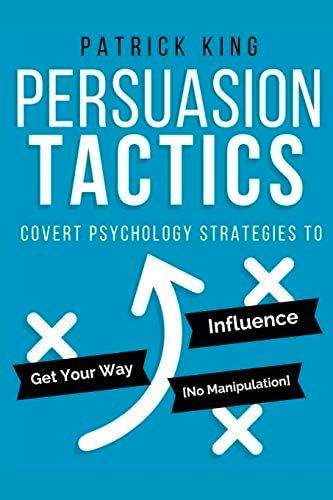 PATRICK KING
PERSUASION
TACTICS
COVERT PSYCHOLOGY STRATEGIES TO
Influence
Get Your Way
[No Manipulation]